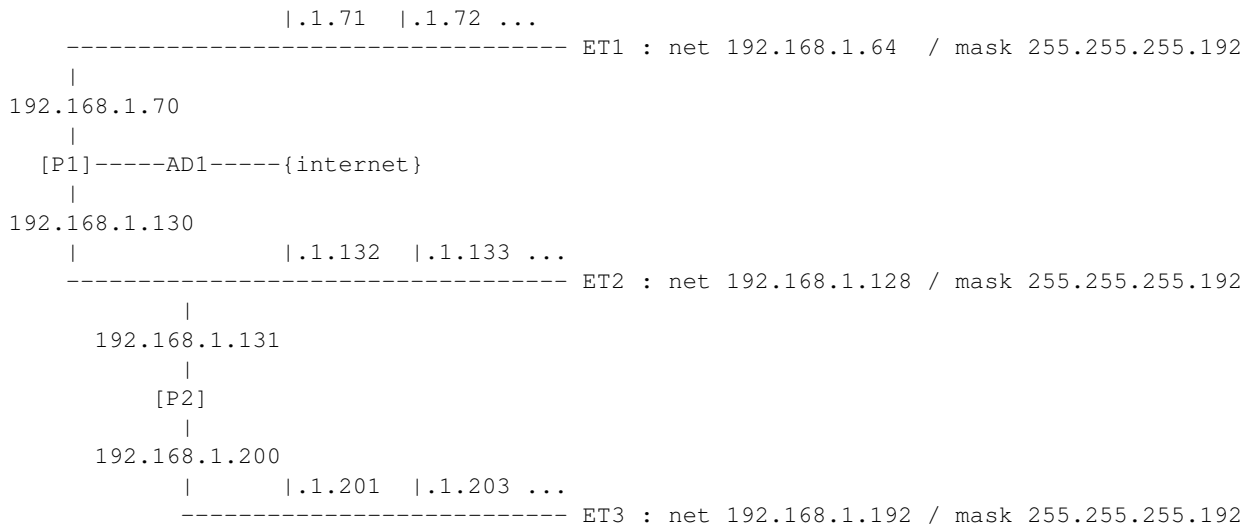 |.1.71 |.1.72 ...
----------------------------------- ET1 : net 192.168.1.64 / mask 255.255.255.192
|
192.168.1.70
|
[P1]-----AD1-----{internet}
|
192.168.1.130
| |.1.132 |.1.133 ...
----------------------------------- ET2 : net 192.168.1.128 / mask 255.255.255.192
|
192.168.1.131
|
[P2]
|
192.168.1.200
| |.1.201 |.1.203 ...
--------------------------- ET3 : net 192.168.1.192 / mask 255.255.255.192